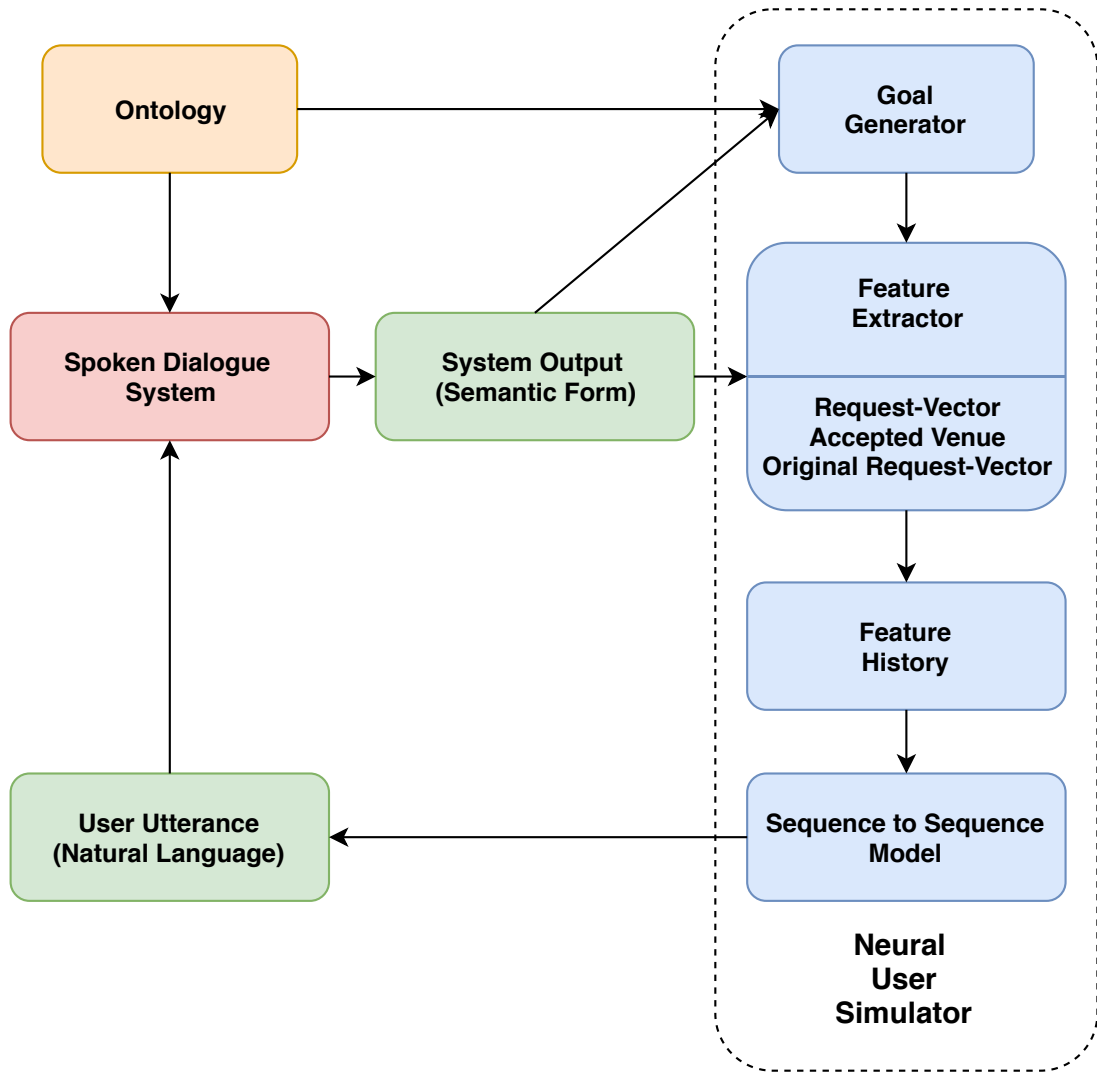 Ontology
Goal
Generator
Feature
Extractor
Spoken Dialogue
System
System Output
(Semantic Form)
Request-Vector
Accepted Venue
Original Request-Vector
Feature
History
User Utterance
(Natural Language)
Sequence to Sequence
Model
Neural
User
Simulator